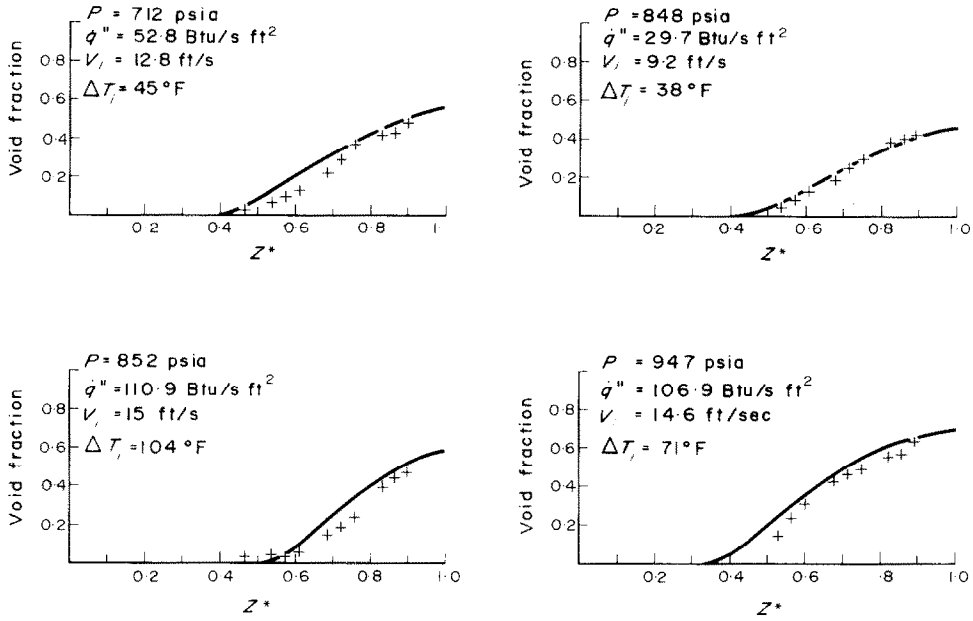 P = 712 psia
q̇" = 52·8 Btu/s ft²
V_i = 12·8 ft/s
ΔT_i = 45°F
Void fraction
0·8
0·6
0·4
0·2
0·2 0·4 0·6 0·8 1·0
Z*
P = 848 psia
q̇" = 29·7 Btu/s ft²
V_i = 9·2 ft/s
ΔT_i = 38°F
Void fraction
0·8
0·6
0·4
0·2
0·2 0·4 0·6 0·8 1·0
Z*
P = 852 psia
q̇" = 110·9 Btu/s ft²
V_i = 15 ft/s
ΔT_i = 104°F
Void fraction
0·8
0·6
0·4
0·2
0·2 0·4 0·6 0·8 1·0
Z*
P = 947 psia
q̇" = 106·9 Btu/s ft²
V = 14·6 ft/sec
ΔT_i = 71°F
Void fraction
0·8
0·6
0·4
0·2
0·2 0·4 0·6 0·8 1·0
Z*